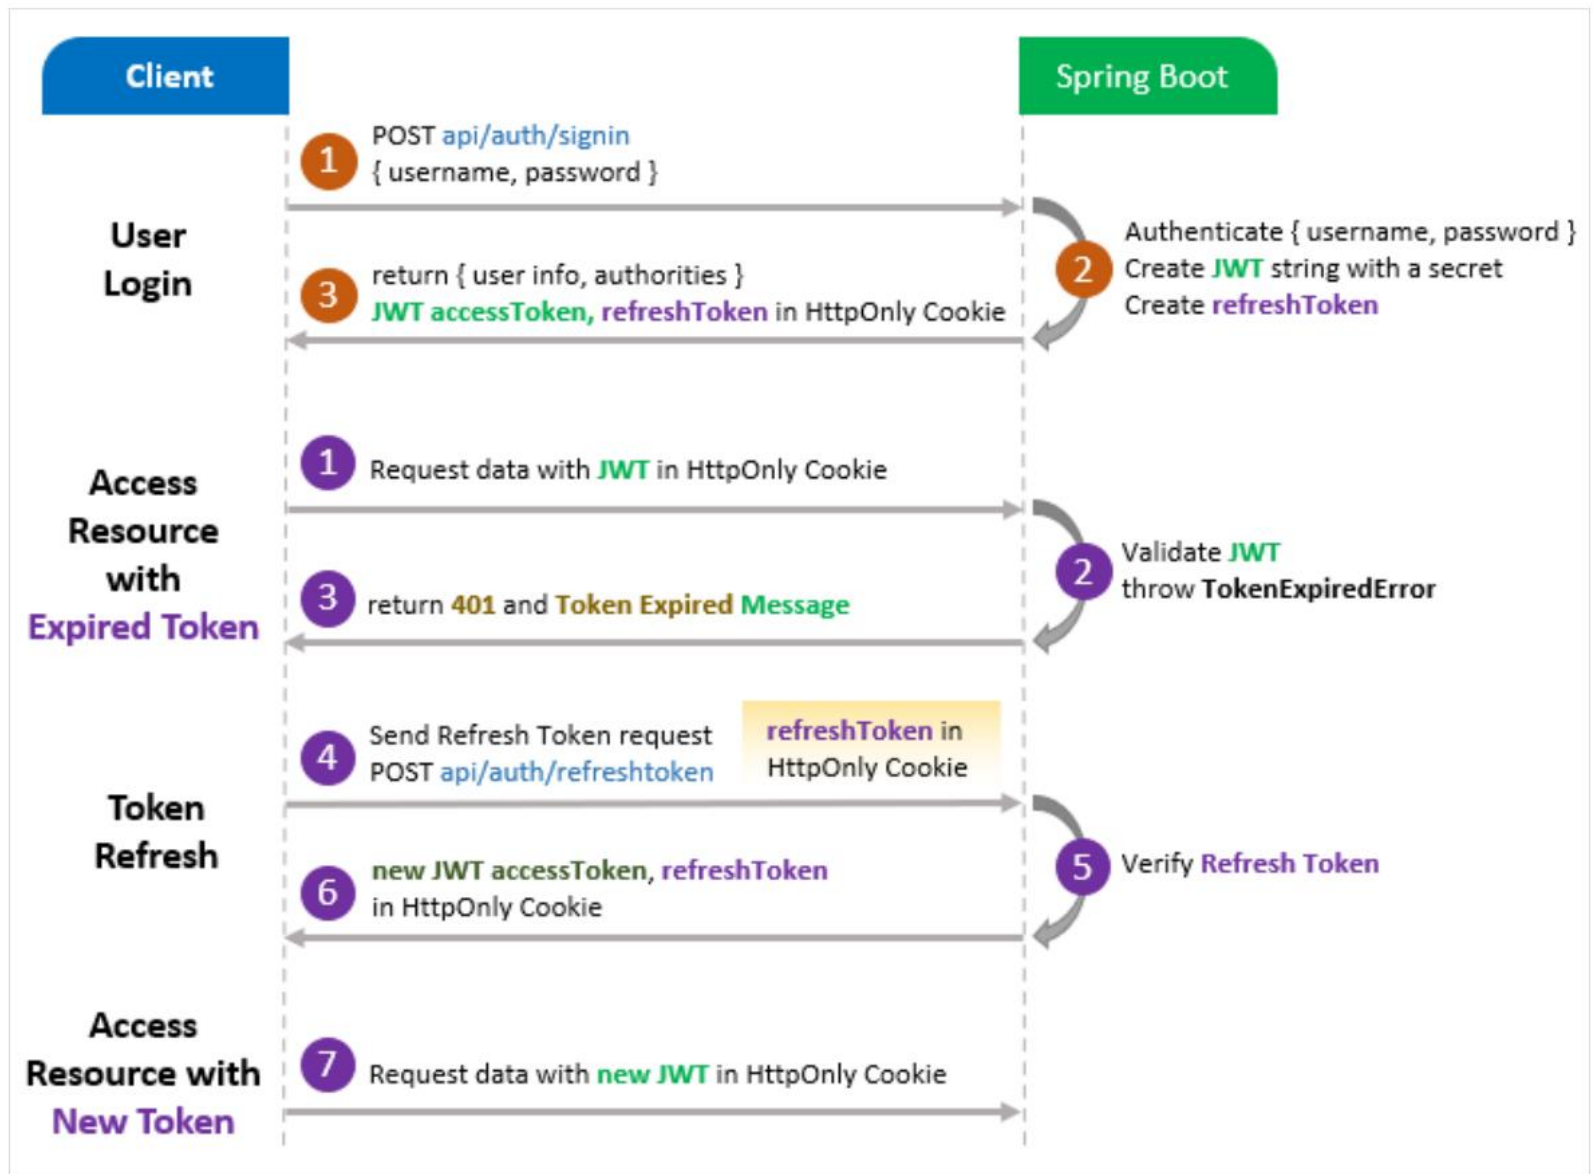 Client
Spring Boot
User
Login
1
POST api/auth/signin
{ username, password }
2
Authenticate { username, password }
Create JWT string with a secret
Create refreshToken
3
return { user info, authorities }
JWT accessToken, refreshToken in HttpOnly Cookie
Access
Resource
with
Expired Token
1
Request data with JWT in HttpOnly Cookie
2
Validate JWT
throw TokenExpiredError
3
return 401 and Token Expired Message
Token
Refresh
4
Send Refresh Token request
POST api/auth/refreshtoken
refreshToken in
HttpOnly Cookie
5
Verify Refresh Token
6
new JWT accessToken, refreshToken
in HttpOnly Cookie
Access
Resource with
New Token
7
Request data with new JWT in HttpOnly Cookie